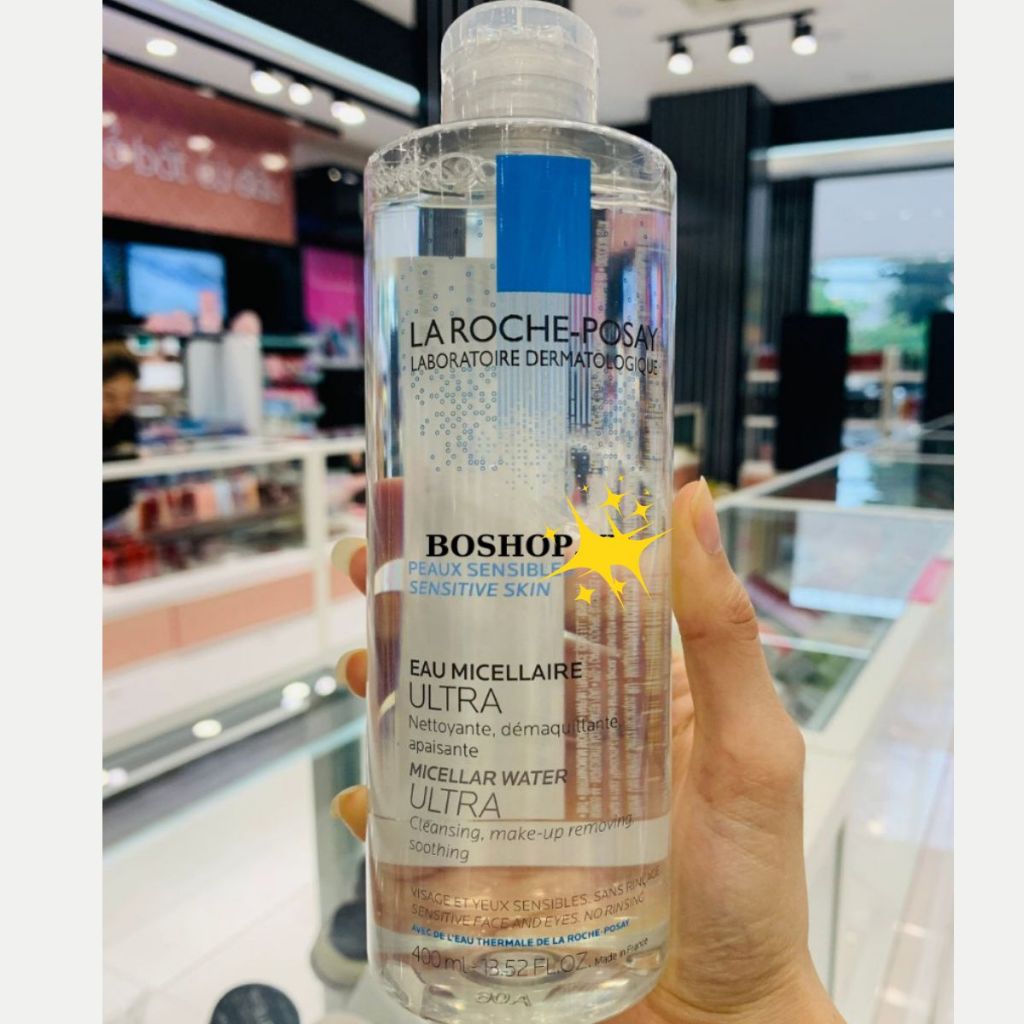 LA ROCHE-POSAY
LABORATOIRE DERMATOLOGIQUE
BOSHOP
PEAUX SENSIBLES
SENSITIVE SKIN
EAU MICELLAIRE
ULTRA
Nettoyante, démaquillante,
apaisante
MICELLAR WATER
ULTRA
Cleansing, make-up removing,
soothing
VISAGE ET YEUX SENSIBLES. SANS RINÇAGE
SENSITIVE FACE AND EYES. NO RINSING
AVEC DE L'EAU THERMALE DE LA ROCHE-POSAY
400 ml - 13.52 FL.OZ. Made in France